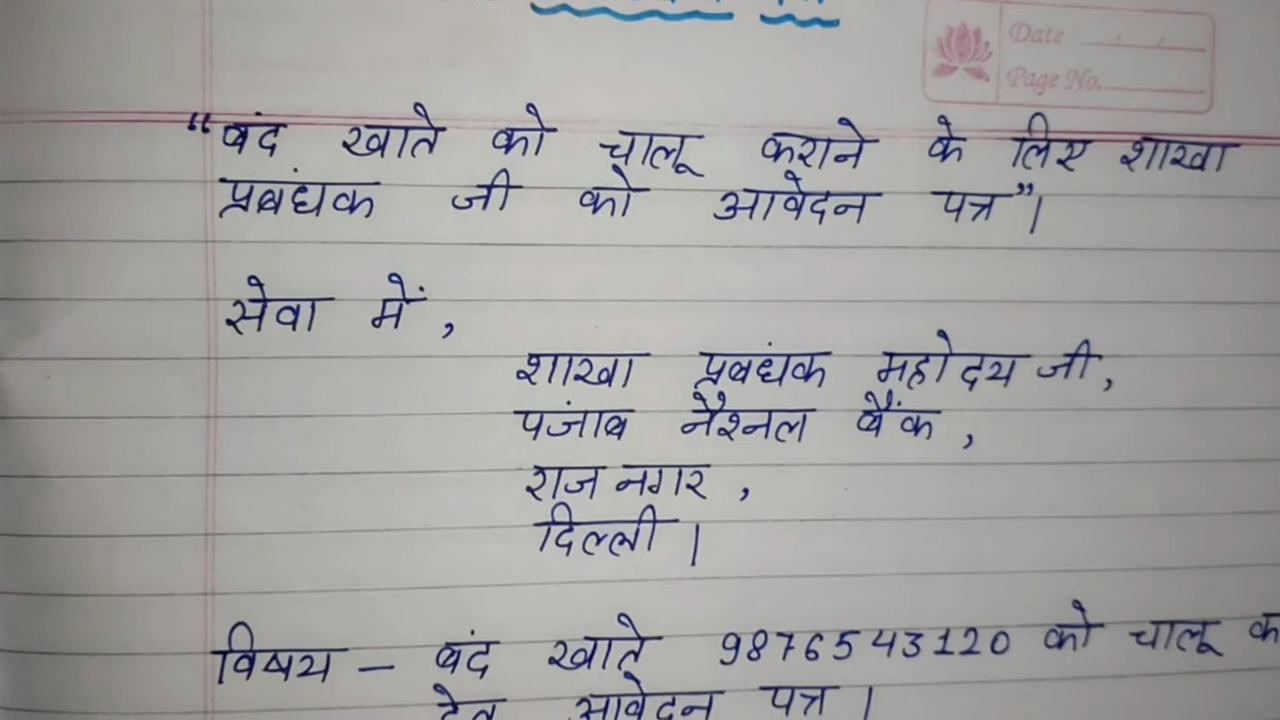 Date
Page No.
“बंद खाते को चालू कराने के लिए शाखा
प्रबंधक जी को आवेदन पत्र”।
सेवा में,
शाखा प्रबंधक महोदय जी,
पंजाब नैश्नल बैंक,
राज नगर,
दिल्ली।
विषय – बंद खाते 9876543120 को चालू
आवेदन पत्र।